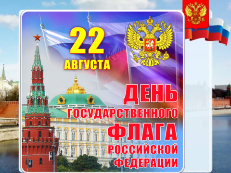 22
АВГУСТА
ДЕНЬ
ГОСУДАРСТВЕННОГО
ФЛАГА
РОССИЙСКОЙ
ФЕДЕРАЦИИ